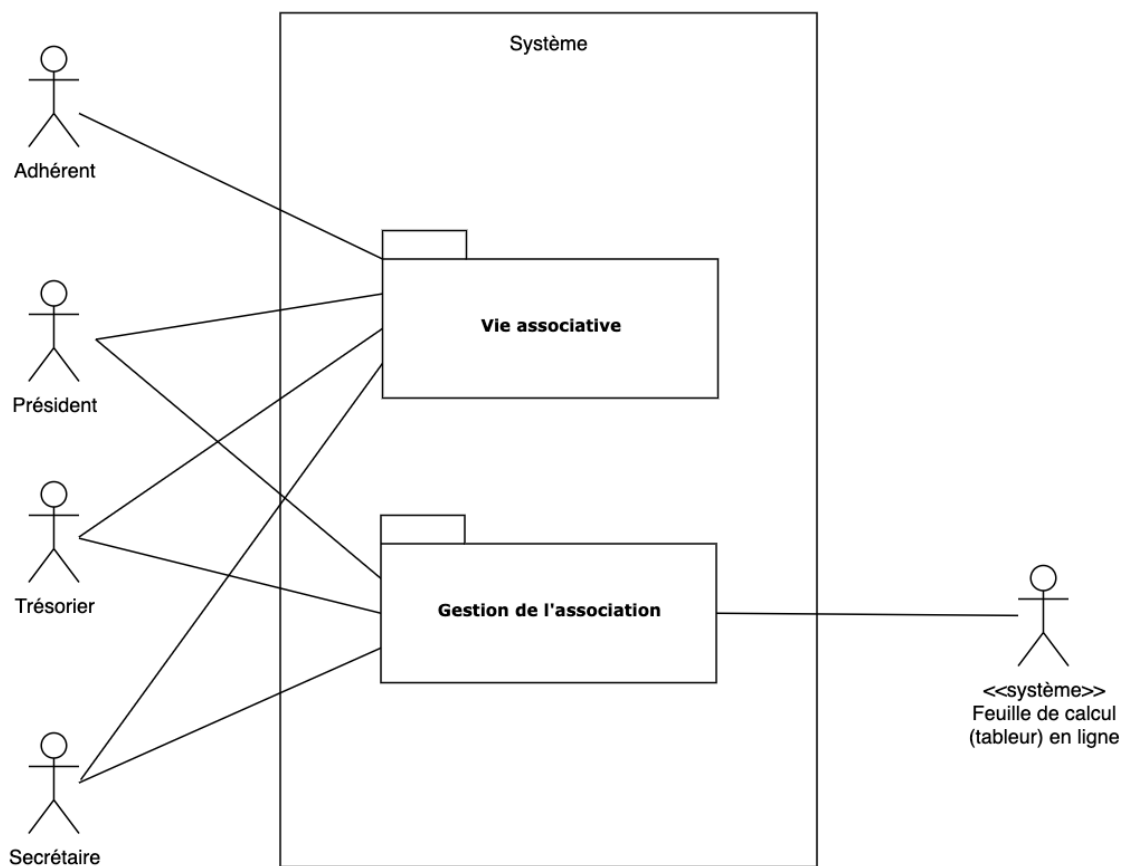 Système
Adhérent
Vie associative
Président
Trésorier
Gestion de l'association
<<système>>
Feuille de calcul
(tableur) en ligne
Secrétaire